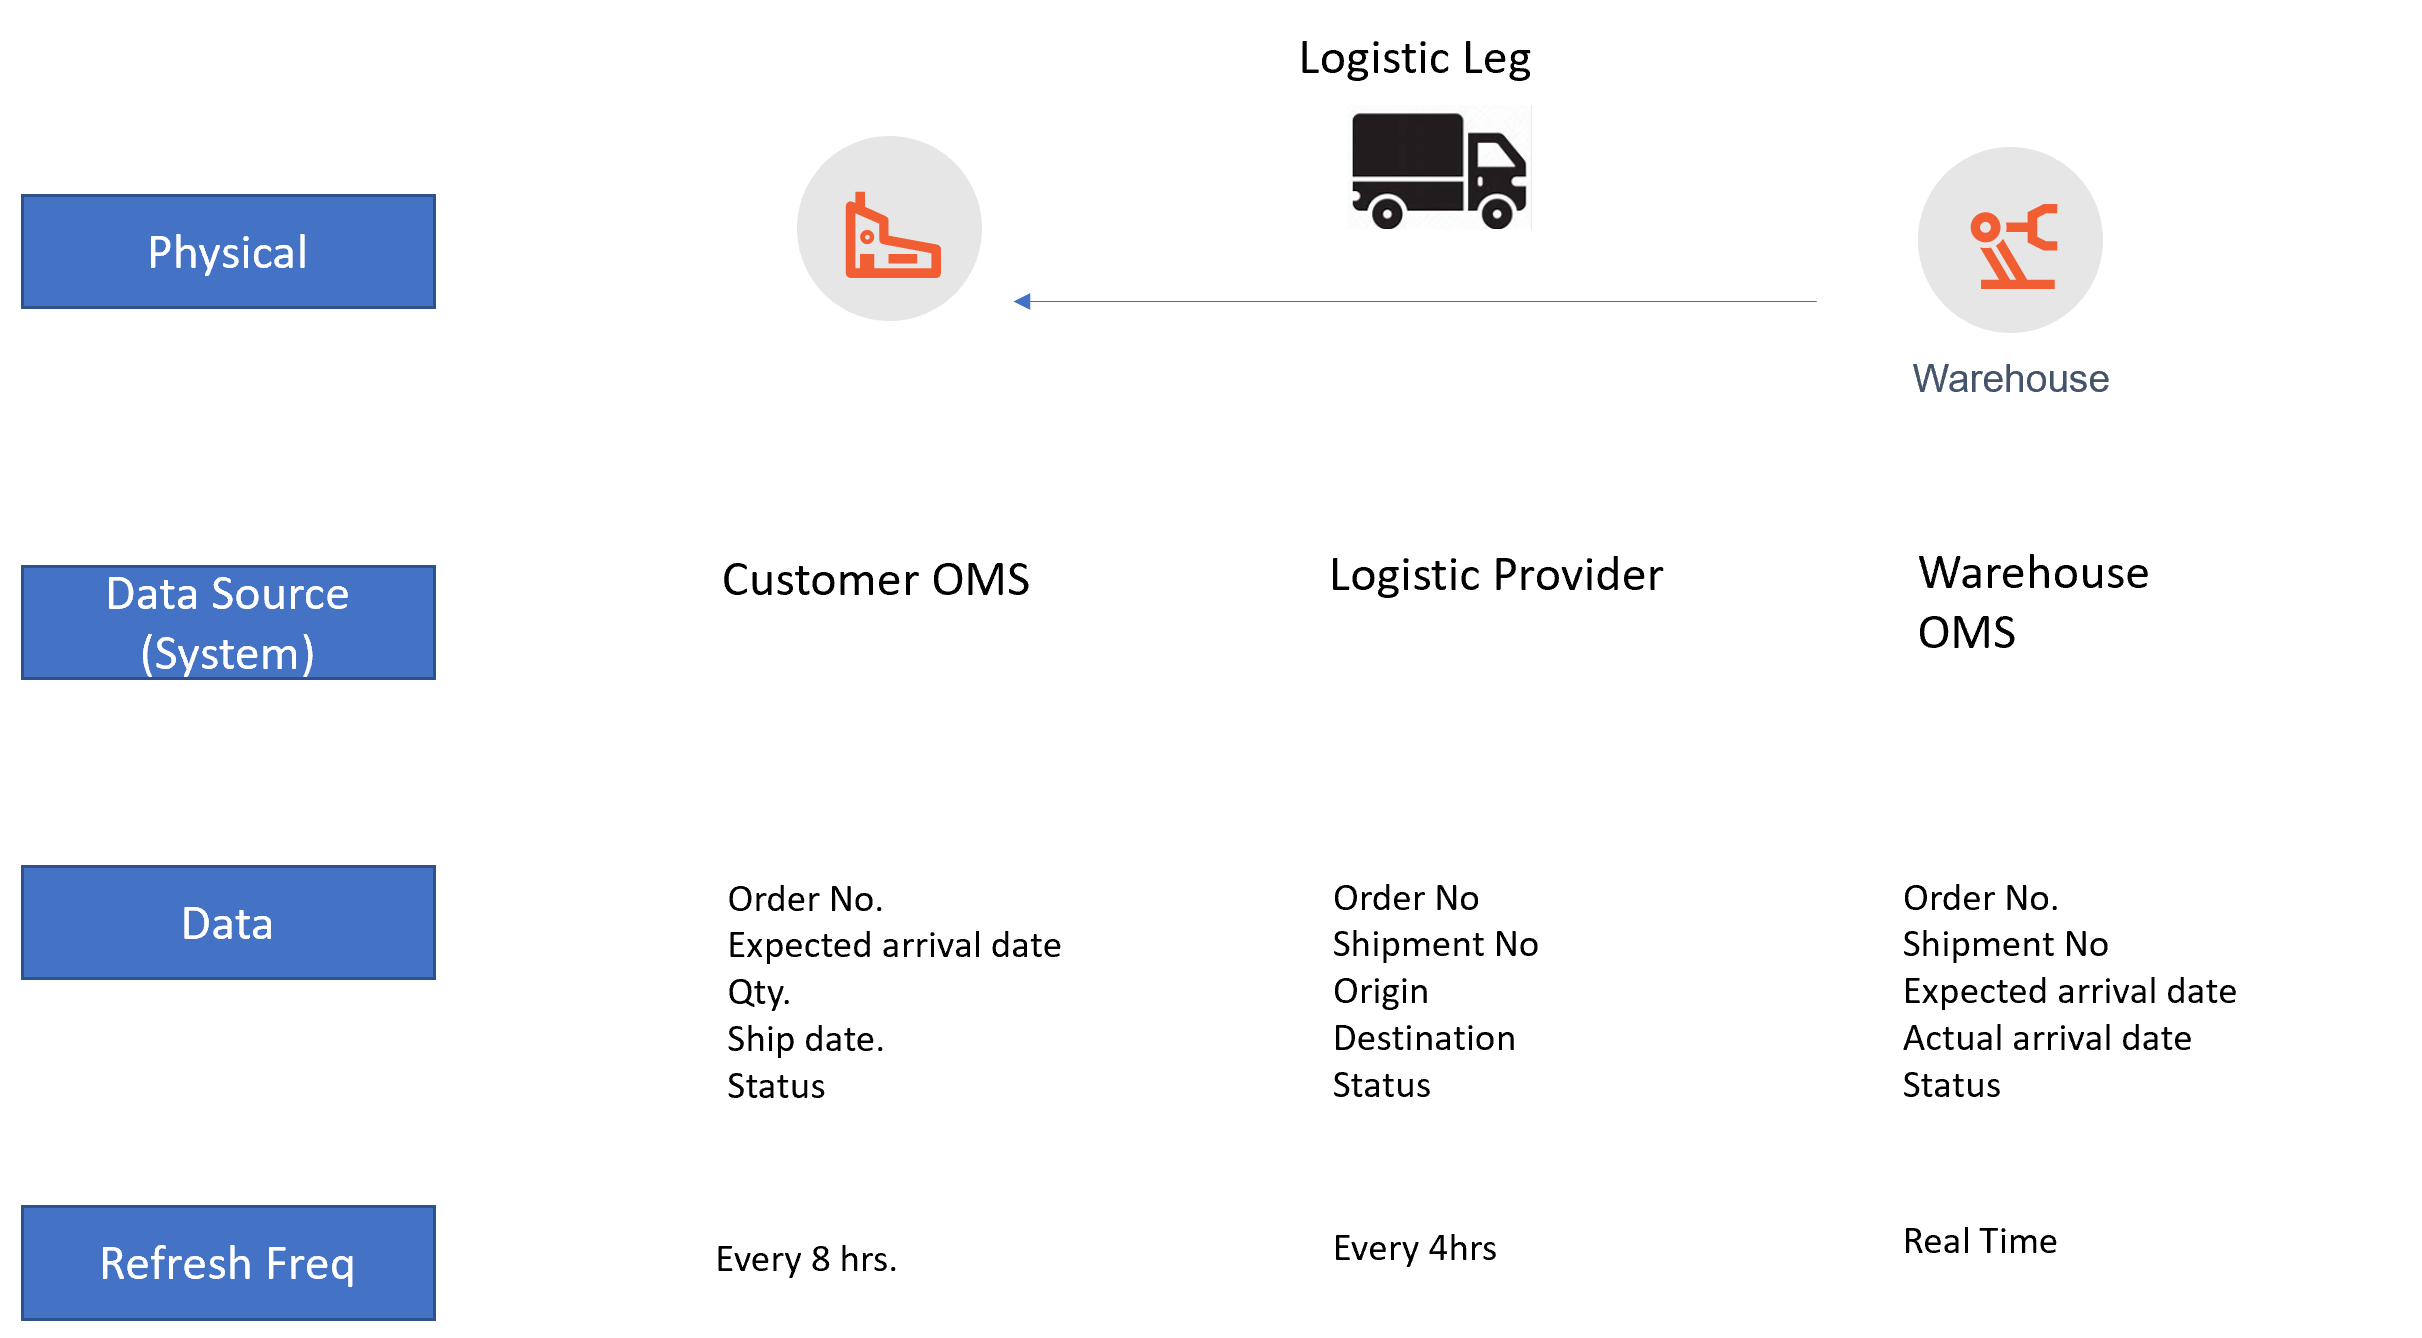 Logistic Leg
Physical
Warehouse
Data Source
(System)
Customer OMS
Logistic Provider
Warehouse
OMS
Data
Order No.
Expected arrival date
Qty.
Ship date.
Status
Order No
Shipment No
Origin
Destination
Status
Order No.
Shipment No
Expected arrival date
Actual arrival date
Status
Refresh Freq
Every 8 hrs.
Every 4hrs
Real Time